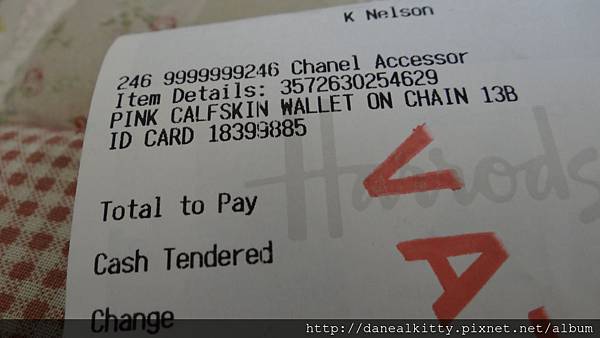 K Nelson
246 9999999246 Chanel Accessor
Item Details: 3572630254629
PINK CALFSKIN WALLET ON CHAIN 13B
ID CARD 18399885
Harrods
Total to Pay
Cash Tendered
Change
VA
http://danealkitty.pixnet.net/album